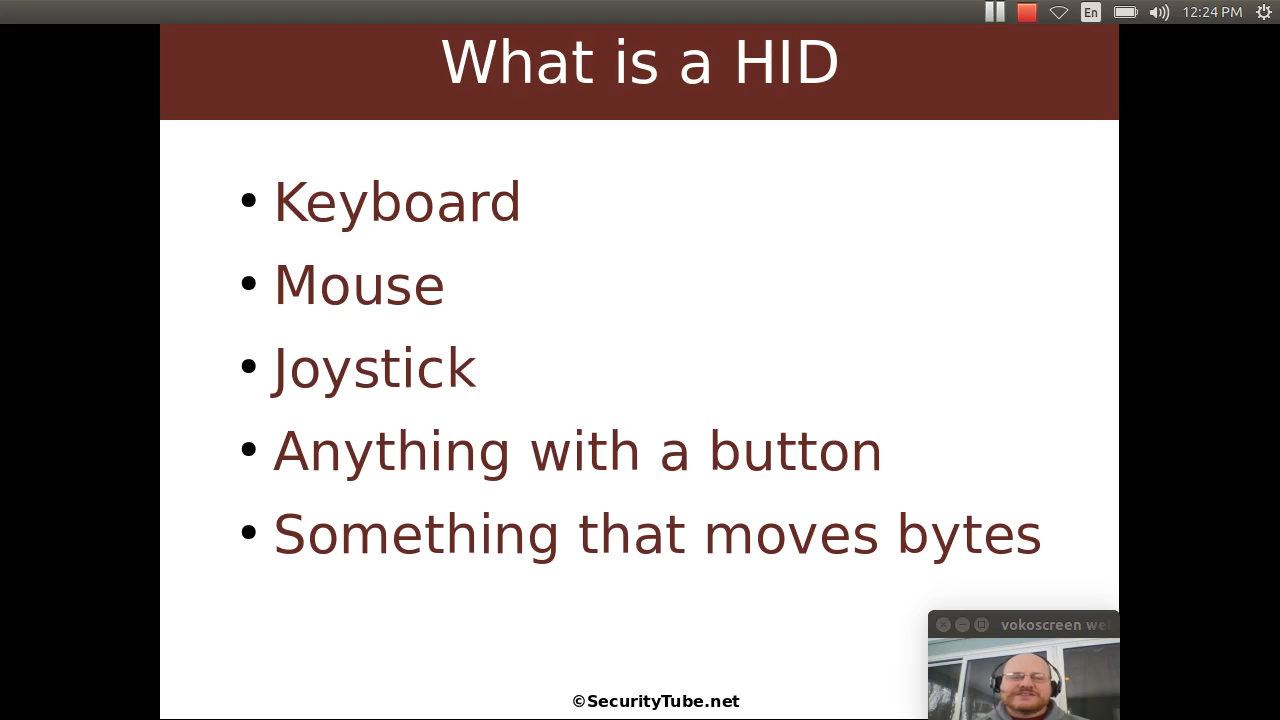 En
12:24 PM
What is a HID
• Keyboard
• Mouse
• Joystick
• Anything with a button
• Something that moves bytes
vokoscreen we
©SecurityTube.net